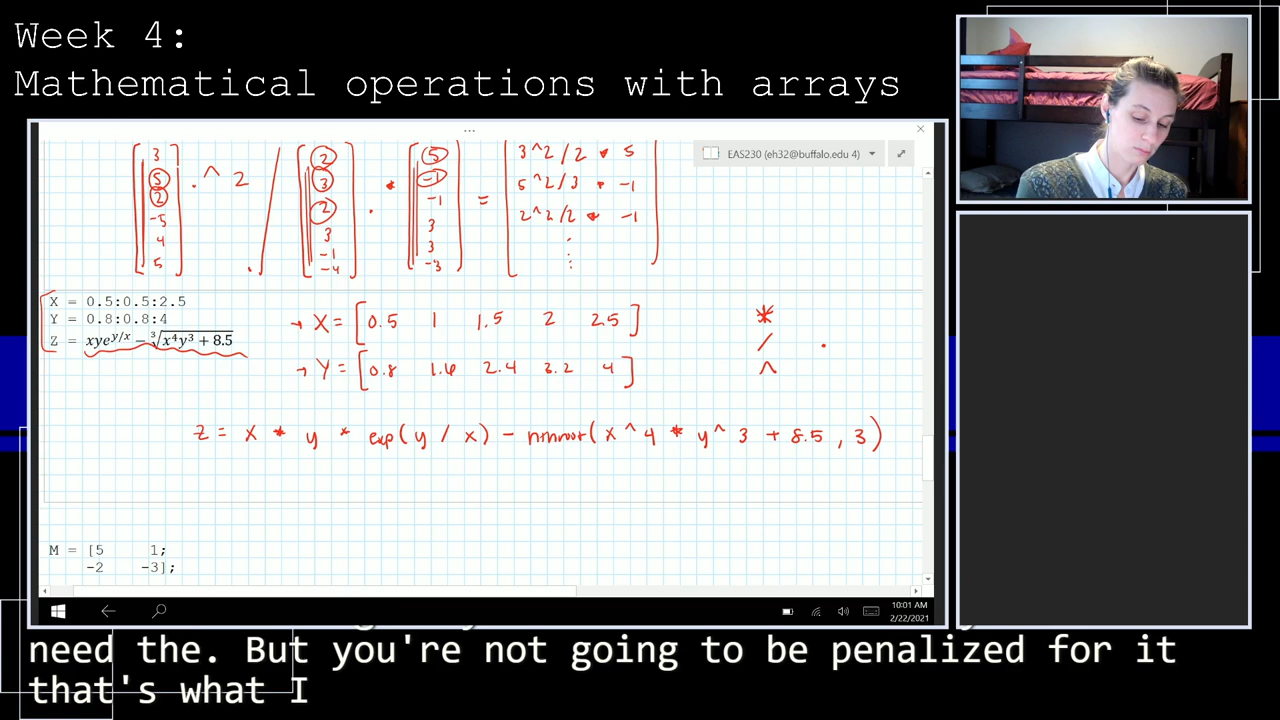 Week 4:
Mathematical operations with arrays
EAS230 (eh32@buffalo.edu 4)
3 2 5 3^2/2 * 5
5 .^ 2 3 * -1 = 5^2/3 * -1
2 ./ 2 . -1 2^2/2 * -1
-5 3 3
4 -1 3
5 -4 -3
X = 0.5:0.5:2.5
Y = 0.8:0.8:4
Z = xye^{y/x} − ∛x⁴y³ + 8.5
→ X = [0.5 1 1.5 2 2.5]
→ Y = [0.8 1.6 2.4 3.2 4]
*
/ .
^
z = x * y * exp(y / x) - nthroot(x^4 * y^3 + 8.5, 3)
M = [5 1;
-2 -3];
10:01 AM
2/22/2021
need the. But you're not going to be penalized for it
that's what I